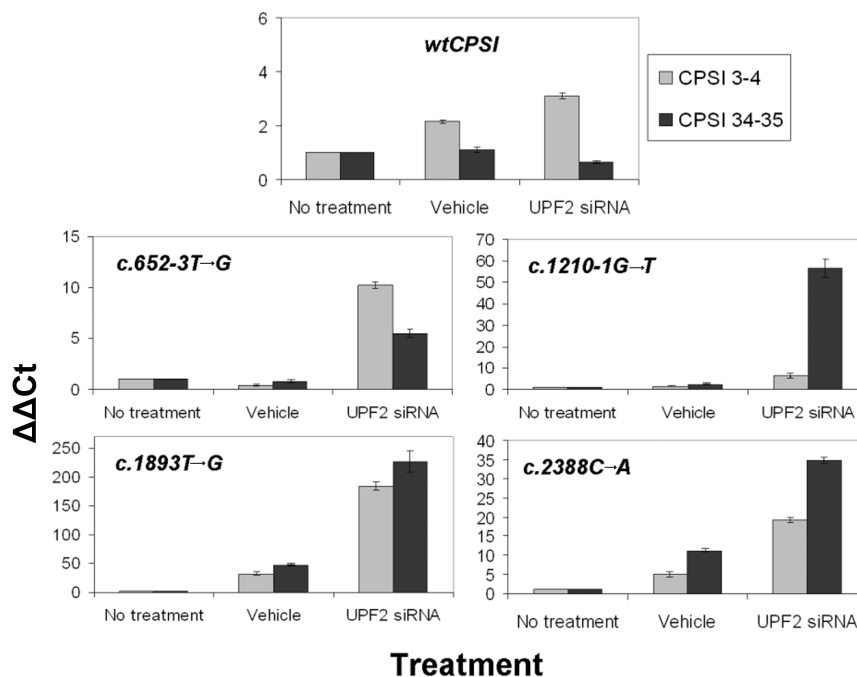 wtCPSI
6
4
2
0
No treatment Vehicle UPF2 siRNA
CPSI 3-4
CPSI 34-35
c.652-3T→G
15
10
5
0
No treatment Vehicle UPF2 siRNA
c.1210-1G→T
70
60
50
40
30
20
10
0
No treatment Vehicle UPF2 siRNA
ΔΔCt
c.1893T→G
250
200
150
100
50
0
No treatment Vehicle UPF2 siRNA
c.2388C→A
40
35
30
25
20
15
10
5
0
No treatment Vehicle UPF2 siRNA
Treatment